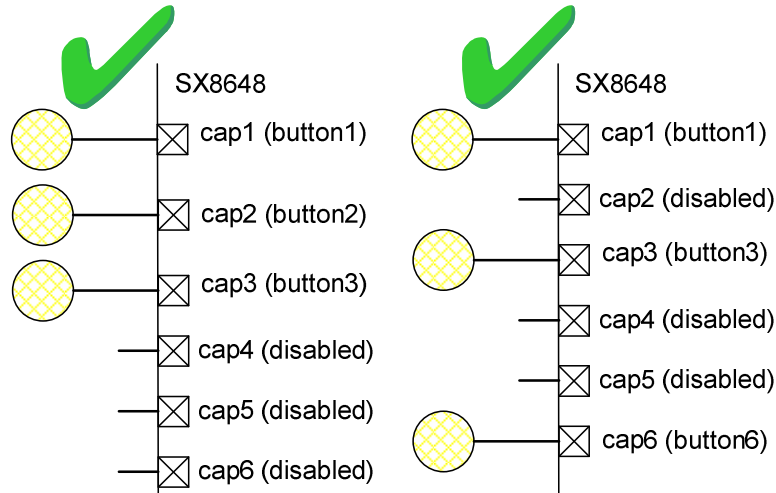 SX8648
cap1 (button1)
cap2 (button2)
cap3 (button3)
cap4 (disabled)
cap5 (disabled)
cap6 (disabled)
SX8648
cap1 (button1)
cap2 (disabled)
cap3 (button3)
cap4 (disabled)
cap5 (disabled)
cap6 (button6)